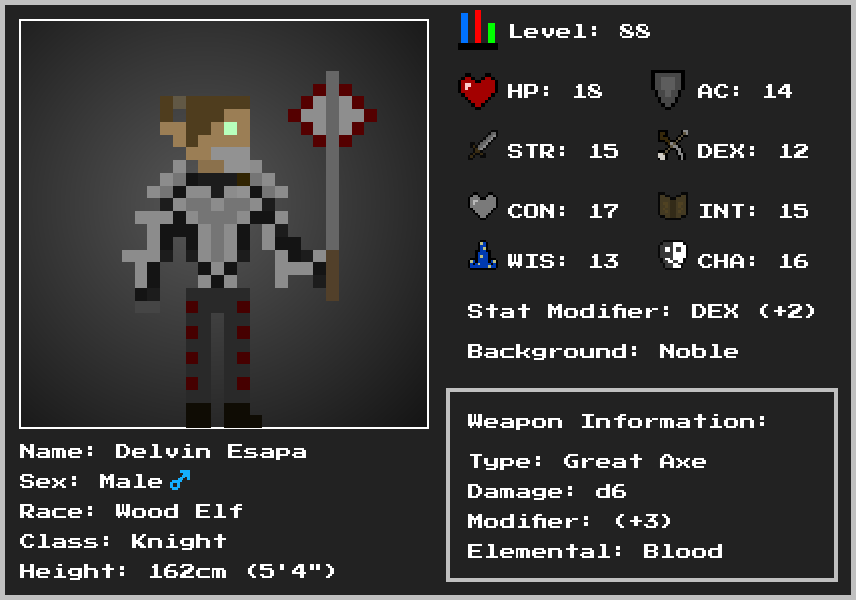 Level: 88
HP: 18
AC: 14
STR: 15
DEX: 12
CON: 17
INT: 15
WIS: 13
CHA: 16
Stat Modifier: DEX (+2)
Background: Noble
Weapon Information:
Type: Great Axe
Damage: d6
Modifier: (+3)
Elemental: Blood
Name: Delvin Esapa
Sex: Male♂
Race: Wood Elf
Class: Knight
Height: 162cm (5'4")